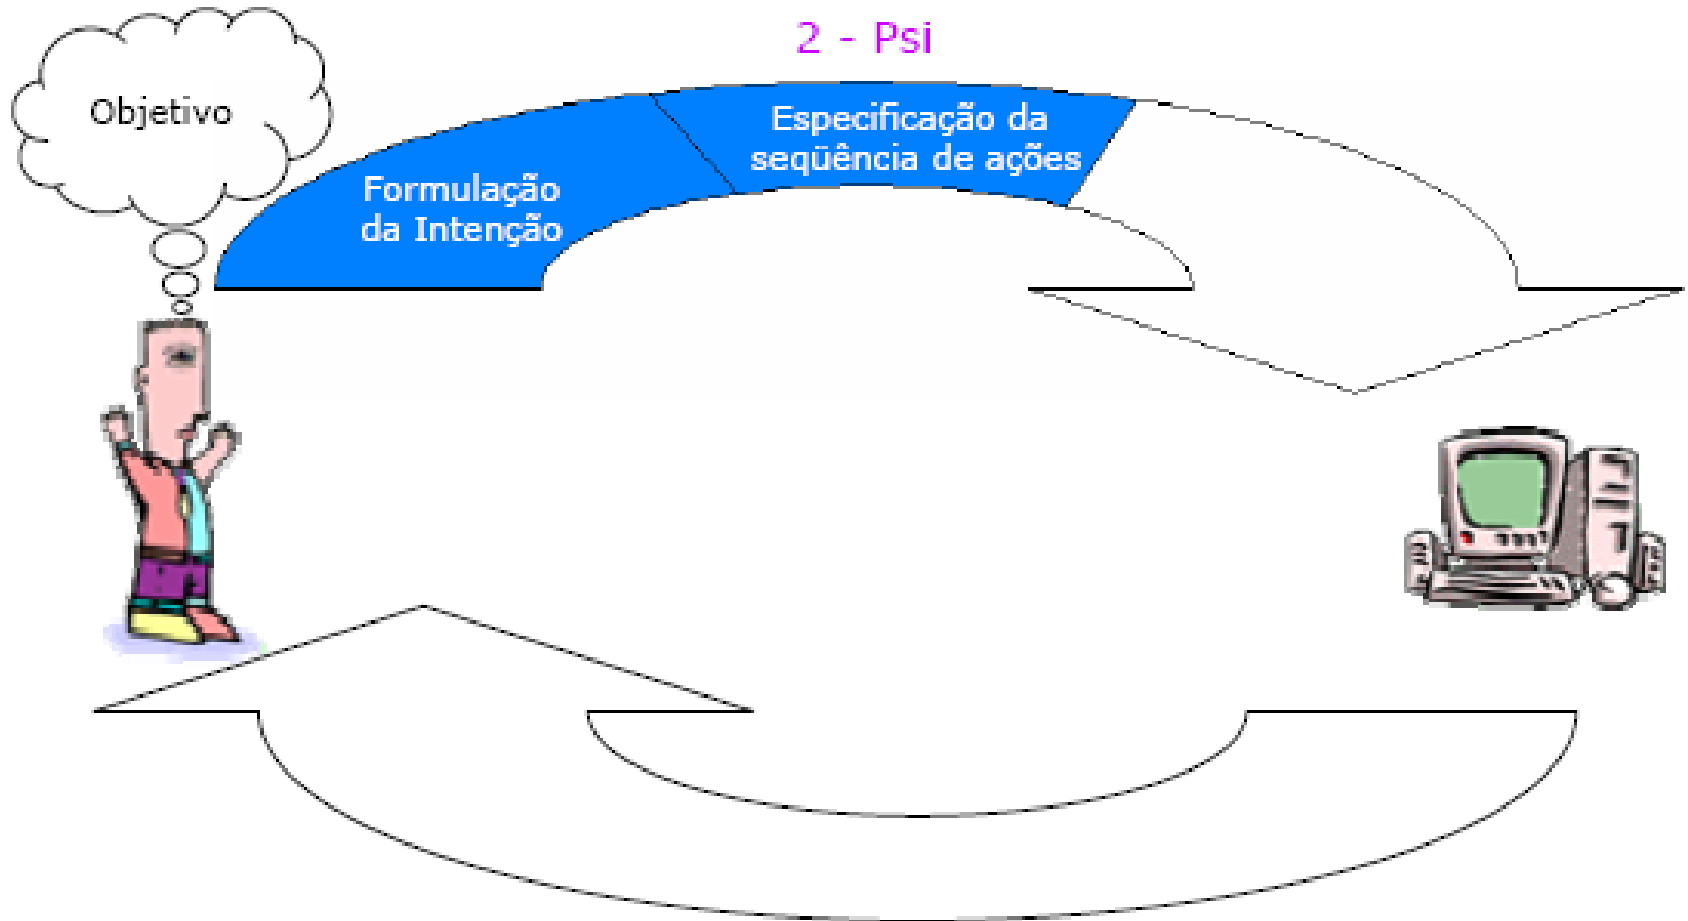 2 - Psi
Objetivo
Especificação da
seqüência de ações
Formulação
da Intenção